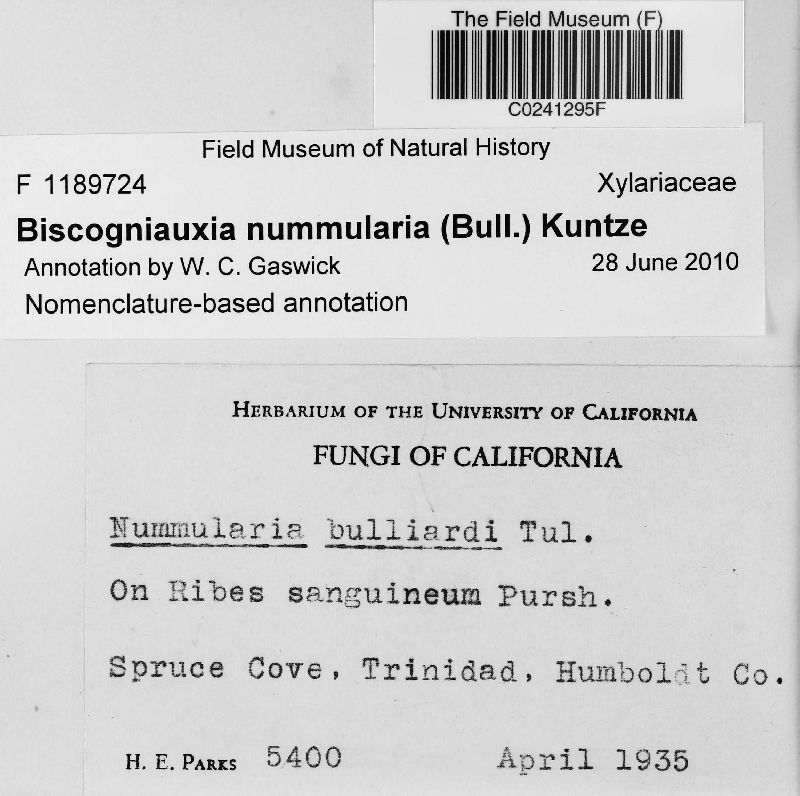 The Field Museum (F)
C0241295F
Field Museum of Natural History
F 1189724 Xylariaceae
Biscogniauxia nummularia (Bull.) Kuntze
Annotation by W. C. Gaswick 28 June 2010
Nomenclature-based annotation
HERBARIUM OF THE UNIVERSITY OF CALIFORNIA
FUNGI OF CALIFORNIA
Nummularia bulliardi Tul.
On Ribes sanguineum Pursh.
Spruce Cove, Trinidad, Humboldt Co.
H. E. PARKS 5400 April 1935